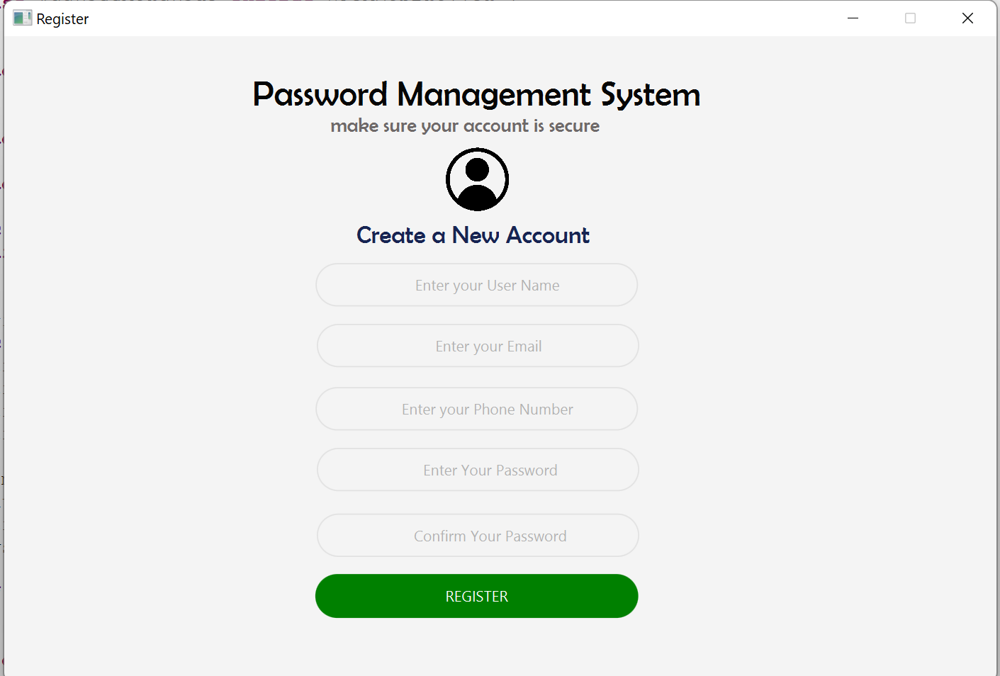 Register
Password Management System
make sure your account is secure
Create a New Account
Enter your User Name
Enter your Email
Enter your Phone Number
Enter Your Password
Confirm Your Password
REGISTER